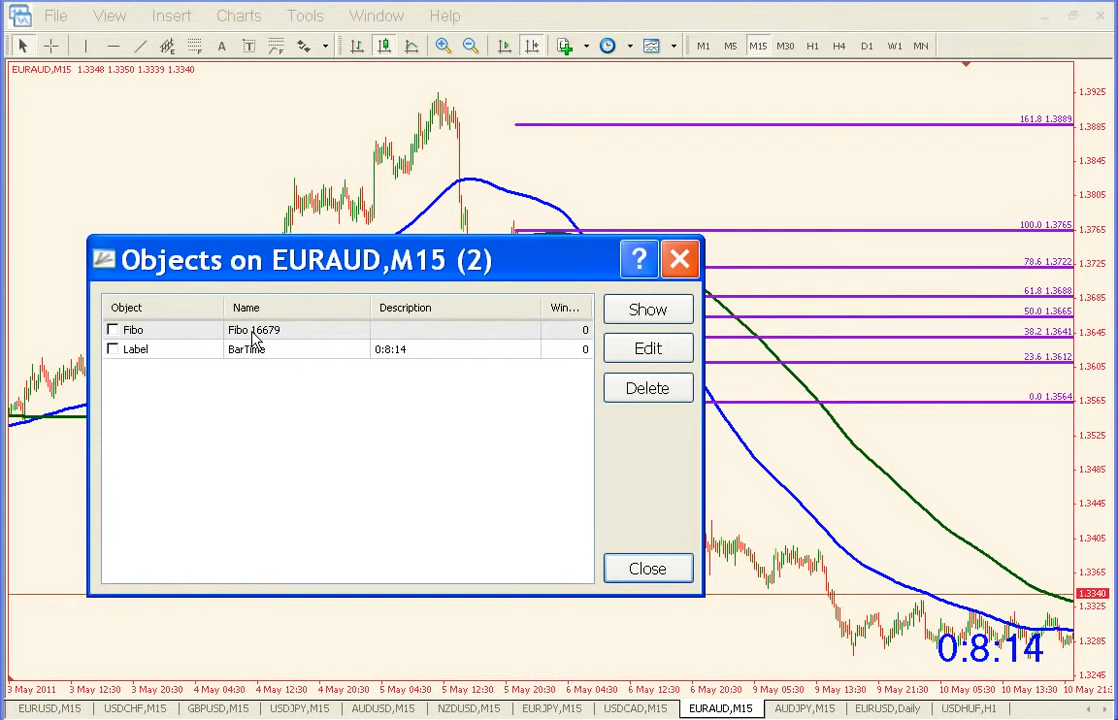 File View Insert Charts Tools Window Help
A T M1 M5 M15 M30 H1 H4 D1 W1 MN
EURAUD,M15 1.3348 1.3350 1.3339 1.3340
1.3925
161.8 1.3889
1.3885
1.3845
1.3805
100.0 1.3765
1.3765
Objects on EURAUD,M15 (2)
?
78.6 1.3722
1.3725
61.8 1.3688
1.3685
Object Name Description Win...
Show
50.0 1.3665
Fibo Fibo 16679 0
38.2 1.3641
1.3645
Label BarTime 0:8:14 0
Edit
23.6 1.3612
1.3605
Delete
0.0 1.3564
1.3565
1.3525
1.3485
1.3445
1.3405
Close
1.3365
1.3340
1.3325
1.3285
0:8:14
1.3245
3 May 2011 3 May 12:30 3 May 20:30 4 May 04:30 4 May 12:30 4 May 20:30 5 May 04:30 5 May 12:30 5 May 20:30 6 May 04:30 6 May 12:30 6 May 20:30 9 May 05:30 9 May 13:30 9 May 21:30 10 May 05:30 10 May 13:30 10 May 21:
EURUSD,M15 USDCHF,M15 GBPUSD,M15 USDJPY,M15 AUDUSD,M15 NZDUSD,M15 EURJPY,M15 USDCAD,M15 EURAUD,M15 AUDJPY,M15 EURUSD,Daily USDHUF,H1